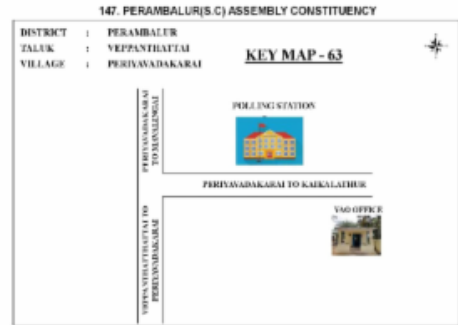 147. PERAMBALUR(S.C) ASSEMBLY CONSTITUENCY
DISTRICT : PERAMBALUR
TALUK : VEPPANTHATTAI
VILLAGE : PERIYAVADAKARAI
KEY MAP - 63
POLLING STATION
PERIYAVADAKARAI
TO MAVALINGAI
PERIYAVADAKARAI TO KAIKALATHUR
VAO OFFICE
VEPPANTHATTHATTAI TO
PERIYAVADAKARAI